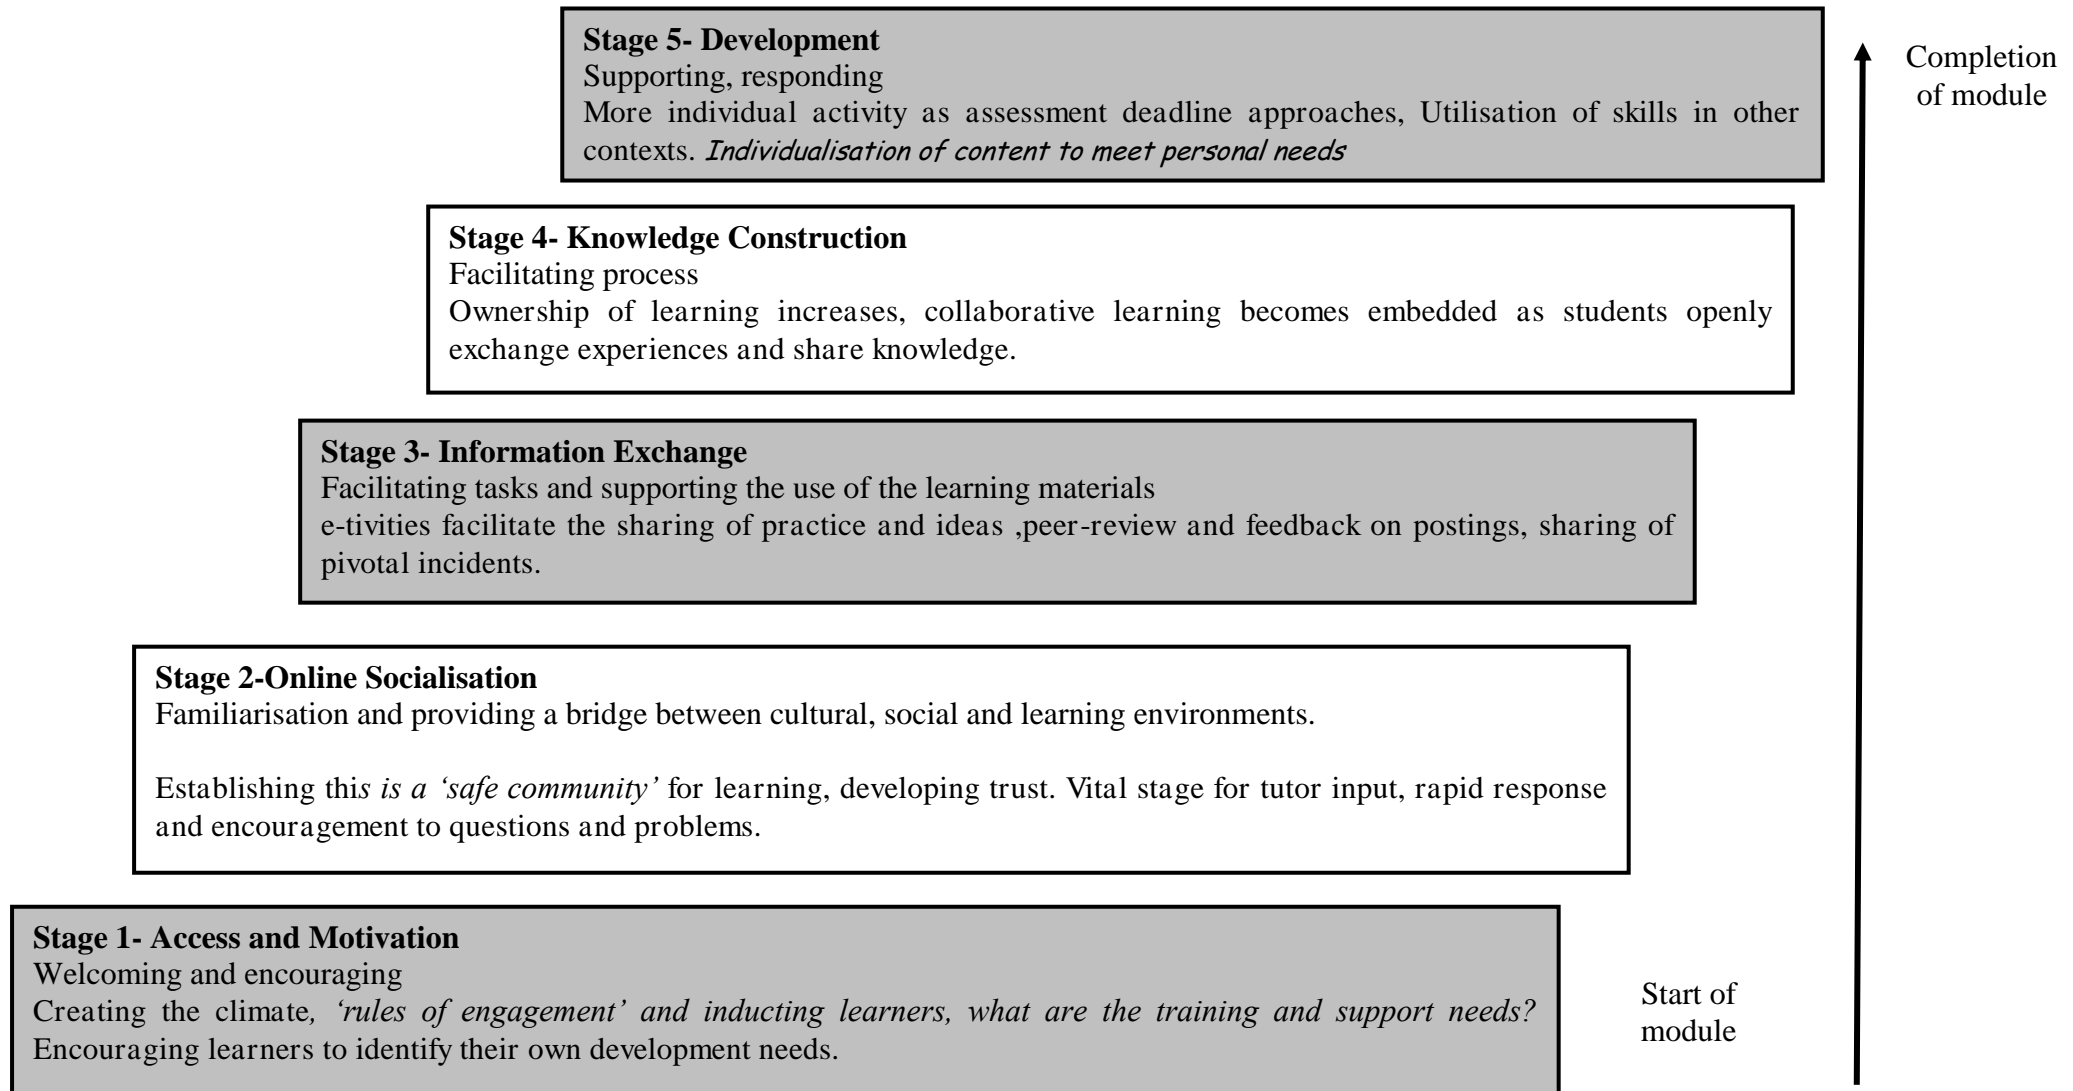 Stage 5- Development
Supporting, responding
More individual activity as assessment deadline approaches, Utilisation of skills in other
contexts. Individualisation of content to meet personal needs
Completion
of module
Stage 4- Knowledge Construction
Facilitating process
Ownership of learning increases, collaborative learning becomes embedded as students openly
exchange experiences and share knowledge.
Stage 3- Information Exchange
Facilitating tasks and supporting the use of the learning materials
e-tivities facilitate the sharing of practice and ideas ,peer-review and feedback on postings, sharing of
pivotal incidents.
Stage 2-Online Socialisation
Familiarisation and providing a bridge between cultural, social and learning environments.
Establishing this is a ‘safe community’ for learning, developing trust. Vital stage for tutor input, rapid response
and encouragement to questions and problems.
Stage 1- Access and Motivation
Welcoming and encouraging
Creating the climate, ‘rules of engagement’ and inducting learners, what are the training and support needs?
Encouraging learners to identify their own development needs.
Start of
module